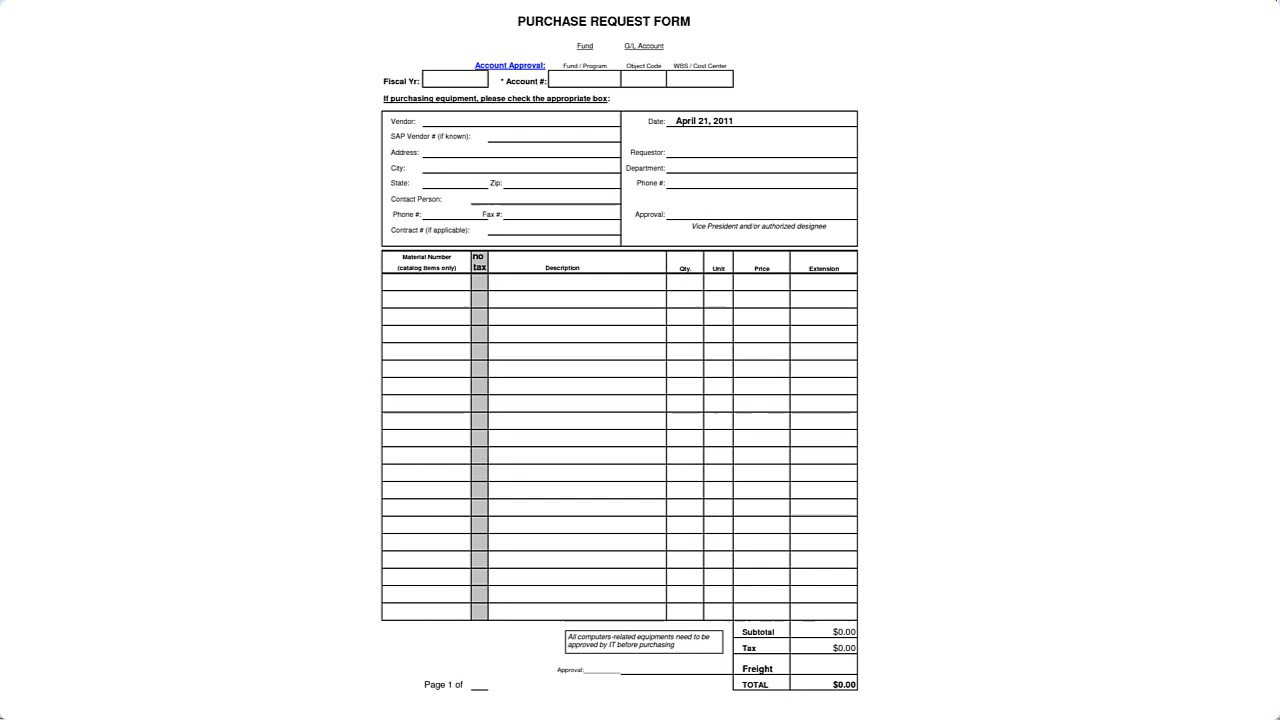 PURCHASE REQUEST FORM
Fund G/L Account
Account Approval: Fund / Program Object Code WBS / Cost Center
Fiscal Yr: * Account #:
If purchasing equipment, please check the appropriate box:
Vendor: Date: April 21, 2011
SAP Vendor # (if known):
Address: Requestor:
City: Department:
State: Zip: Phone #:
Contact Person:
Phone #: Fax #: Approval:
Vice President and/or authorized designee
Contract # (if applicable):
Material Number no
(catalog items only) tax Description Qty. Unit Price Extension
Subtotal $0.00
All computers-related equipments need to be
approved by IT before purchasing
Tax $0.00
Approval: Freight
Page 1 of ___ TOTAL $0.00